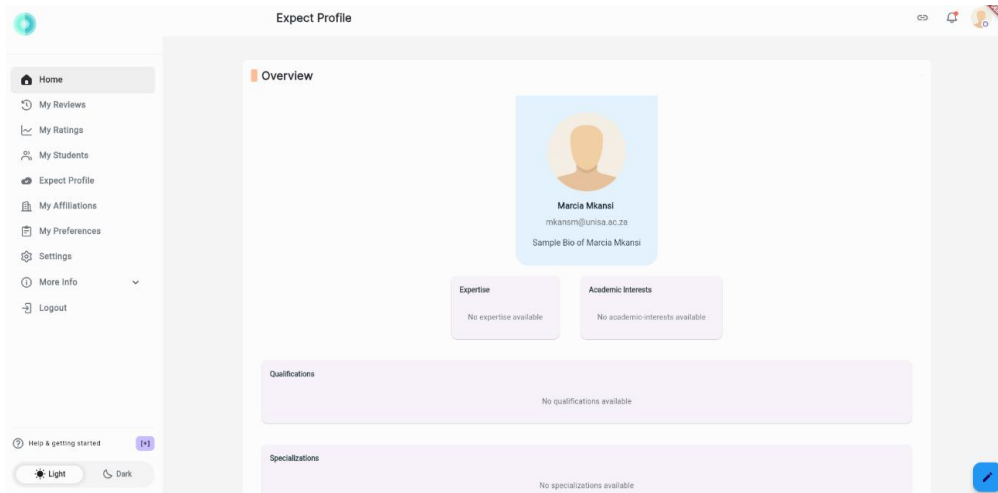 Expect Profile
Home
My Reviews
My Ratings
My Students
Expect Profile
My Affiliations
My Preferences
Settings
More Info
Logout
Help & getting started
[+]
Light
Dark
Overview
Marcia Mkansi
mkansm@unisa.ac.za
Sample Bio of Marcia Mkansi
Expertise
No expertise available
Academic Interests
No academic-interests available
Qualifications
No qualifications available
Specializations
No specializations available